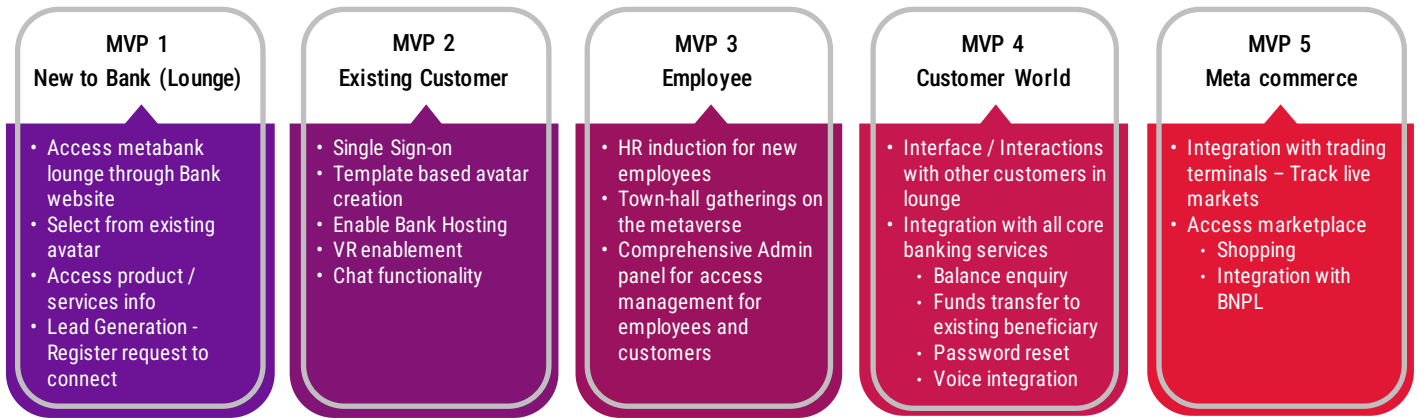 MVP 1
New to Bank (Lounge)
• Access metabank
lounge through Bank
website
• Select from existing
avatar
• Access product /
services info
• Lead Generation -
Register request to
connect
MVP 2
Existing Customer
• Single Sign-on
• Template based avatar
creation
• Enable Bank Hosting
• VR enablement
• Chat functionality
MVP 3
Employee
• HR induction for new
employees
• Town-hall gatherings on
the metaverse
• Comprehensive Admin
panel for access
management for
employees and
customers
MVP 4
Customer World
• Interface / Interactions
with other customers in
lounge
• Integration with all core
banking services
• Balance enquiry
• Funds transfer to
existing beneficiary
• Password reset
• Voice integration
MVP 5
Meta commerce
• Integration with trading
terminals – Track live
markets
• Access marketplace
• Shopping
• Integration with
BNPL